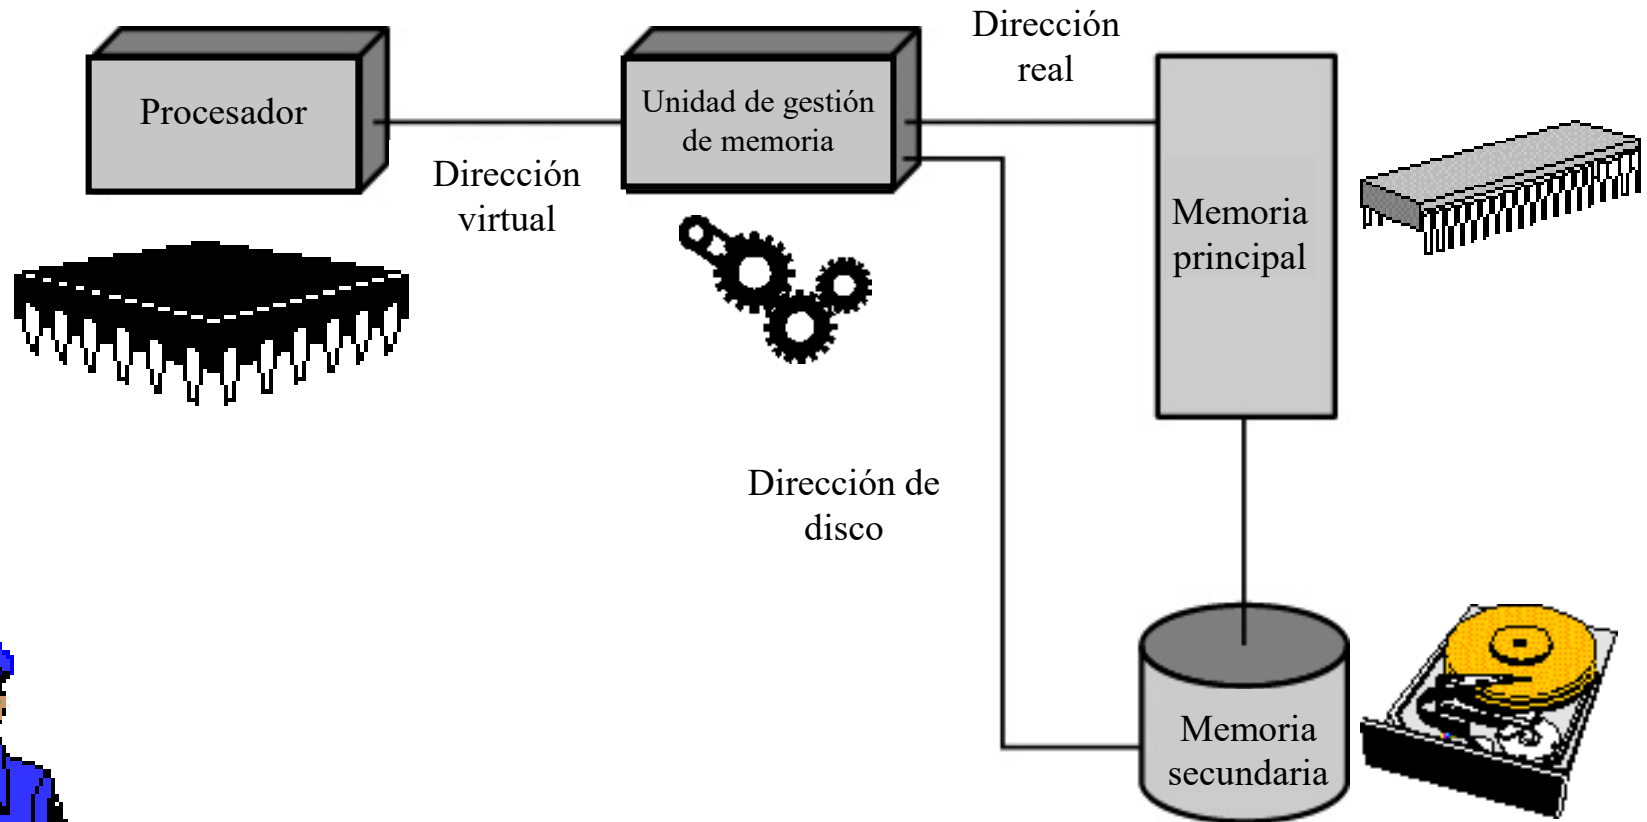 Procesador
Dirección
virtual
Unidad de gestión
de memoria
Dirección
real
Memoria
principal
Dirección de
disco
Memoria
secundaria